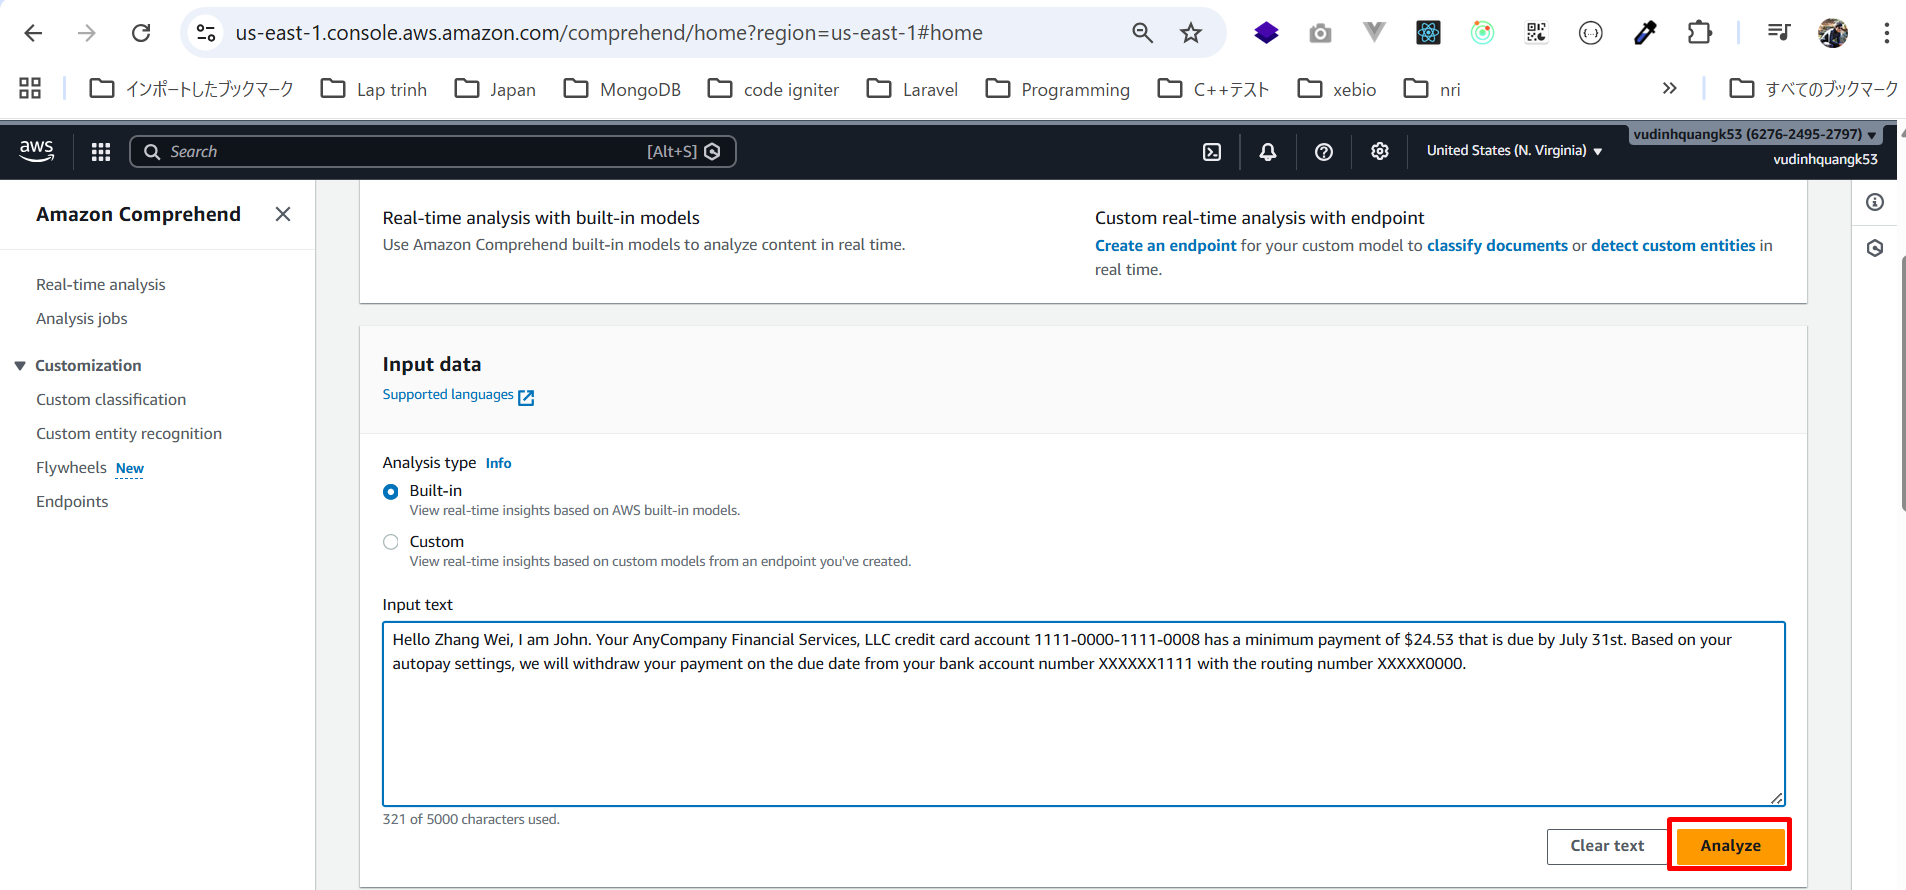 us-east-1.console.aws.amazon.com/comprehend/home?region=us-east-1#home
インポートしたブックマーク Lap trinh Japan MongoDB code igniter Laravel Programming C++テスト xebio nri » すべてのブックマーク
aws Search [Alt+S] United States (N. Virginia) vudinhquangk53 (6276-2495-2797)
vudinhquangk53
Amazon Comprehend
Real-time analysis
Analysis jobs
Customization
Custom classification
Custom entity recognition
Flywheels New
Endpoints
Real-time analysis with built-in models
Use Amazon Comprehend built-in models to analyze content in real time.
Custom real-time analysis with endpoint
Create an endpoint for your custom model to classify documents or detect custom entities in
real time.
Input data
Supported languages
Analysis type Info
Built-in
View real-time insights based on AWS built-in models.
Custom
View real-time insights based on custom models from an endpoint you've created.
Input text
Hello Zhang Wei, I am John. Your AnyCompany Financial Services, LLC credit card account 1111-0000-1111-0008 has a minimum payment of $24.53 that is due by July 31st. Based on your
autopay settings, we will withdraw your payment on the due date from your bank account number XXXXXX1111 with the routing number XXXXX0000.
321 of 5000 characters used.
Clear text Analyze